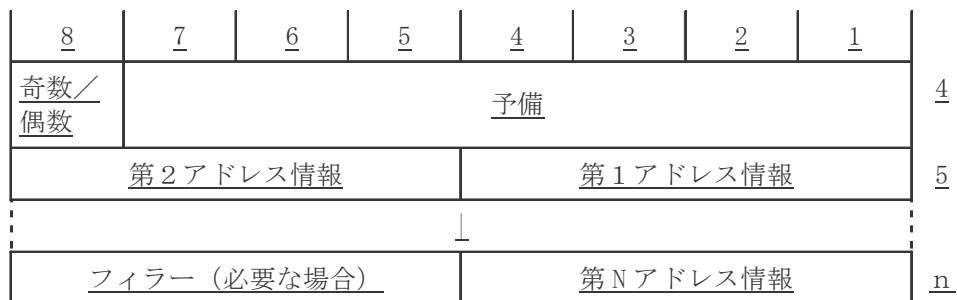 8 7 6 5 4 3 2 1
奇数／ 予備 4
偶数
第２アドレス情報 第１アドレス情報 5
フィラー（必要な場合） 第Ｎアドレス情報 n